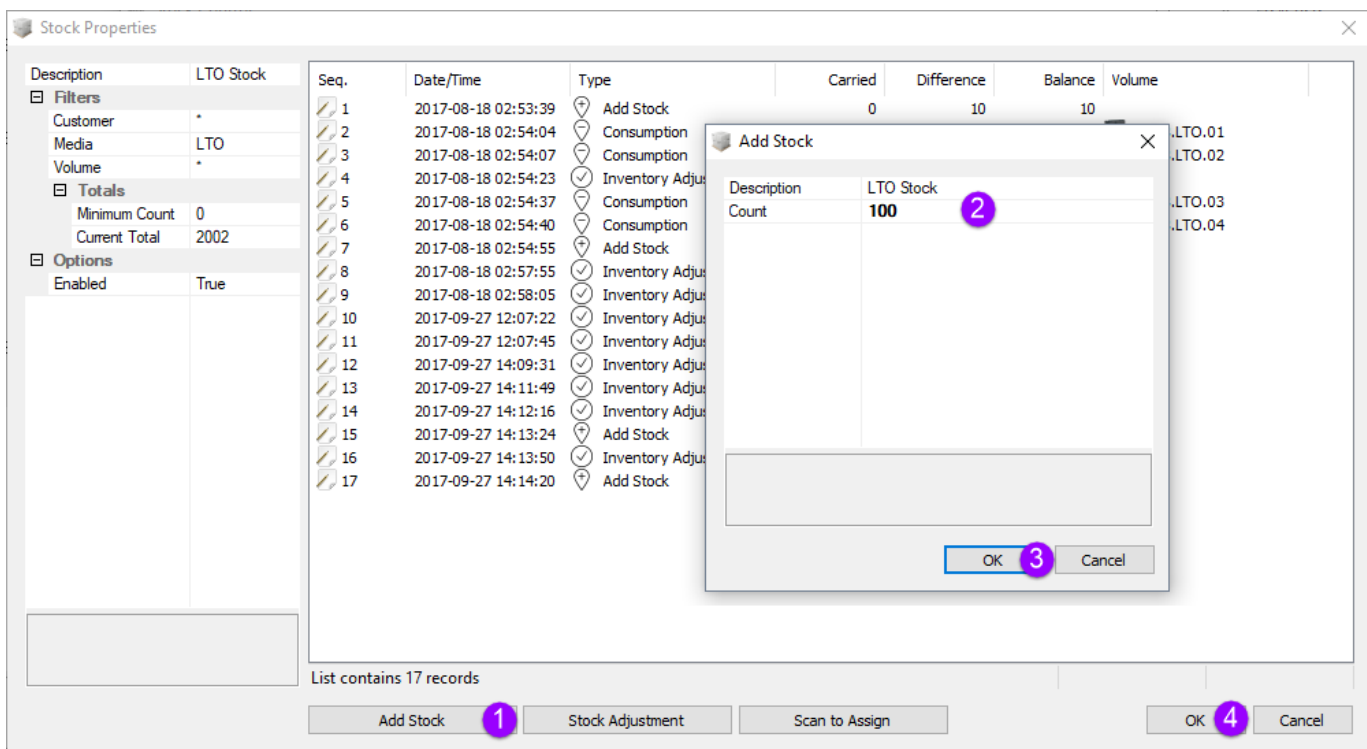 Stock Properties
Description LTO Stock
Filters
Customer *
Media LTO
Volume *
Totals
Minimum Count 0
Current Total 2002
Options
Enabled True
Seq. Date/Time Type Carried Difference Balance Volume
1 2017-08-18 02:53:39 Add Stock 0 10 10
2 2017-08-18 02:54:04 Consumption .LTO.01
3 2017-08-18 02:54:07 Consumption .LTO.02
4 2017-08-18 02:54:23 Inventory
5 2017-08-18 02:54:37 Consumption .LTO.03
6 2017-08-18 02:54:40 Consumption .LTO.04
7 2017-08-18 02:54:55 Add Stock
8 2017-08-18 02:57:55 Inventory
9 2017-08-18 02:58:05 Inventory
10 2017-09-27 12:07:22 Inventory
11 2017-09-27 12:07:45 Inventory
12 2017-09-27 14:09:31 Inventory
13 2017-09-27 14:11:49 Inventory
14 2017-09-27 14:12:16 Inventory
15 2017-09-27 14:13:24 Add Stock
16 2017-09-27 14:13:50 Inventory
17 2017-09-27 14:14:20 Add Stock
Add Stock
Description LTO Stock
Count 100 2
OK 3 Cancel
List contains 17 records
Add Stock 1 Stock Adjustment Scan to Assign OK 4 Cancel